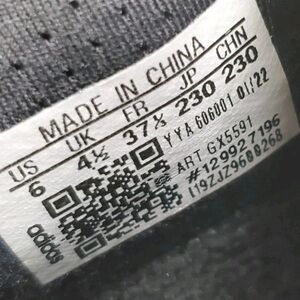 MADE IN CHINA
US UK FR JP CHN
6 4½ 37⅓ 230 230
YYA 606001 01/22
ART GX5591
#129927196
adidas